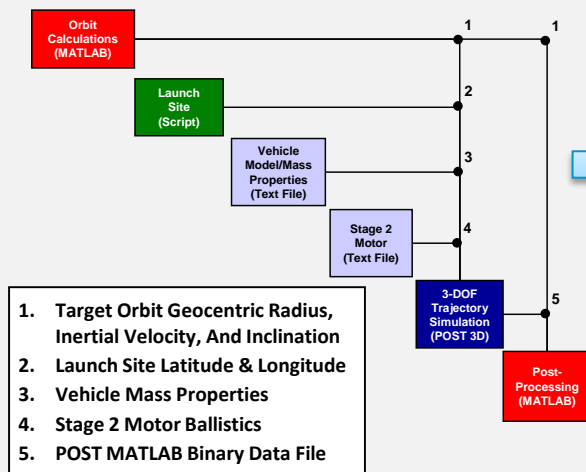 Orbit
Calculations
(MATLAB)
1
1
Launch
Site
(Script)
2
Vehicle
Model/Mass
Properties
(Text File)
3
Stage 2
Motor
(Text File)
4
3-DOF
Trajectory
Simulation
(POST 3D)
5
Post-
Processing
(MATLAB)
1. Target Orbit Geocentric Radius,
Inertial Velocity, And Inclination
2. Launch Site Latitude & Longitude
3. Vehicle Mass Properties
4. Stage 2 Motor Ballistics
5. POST MATLAB Binary Data File